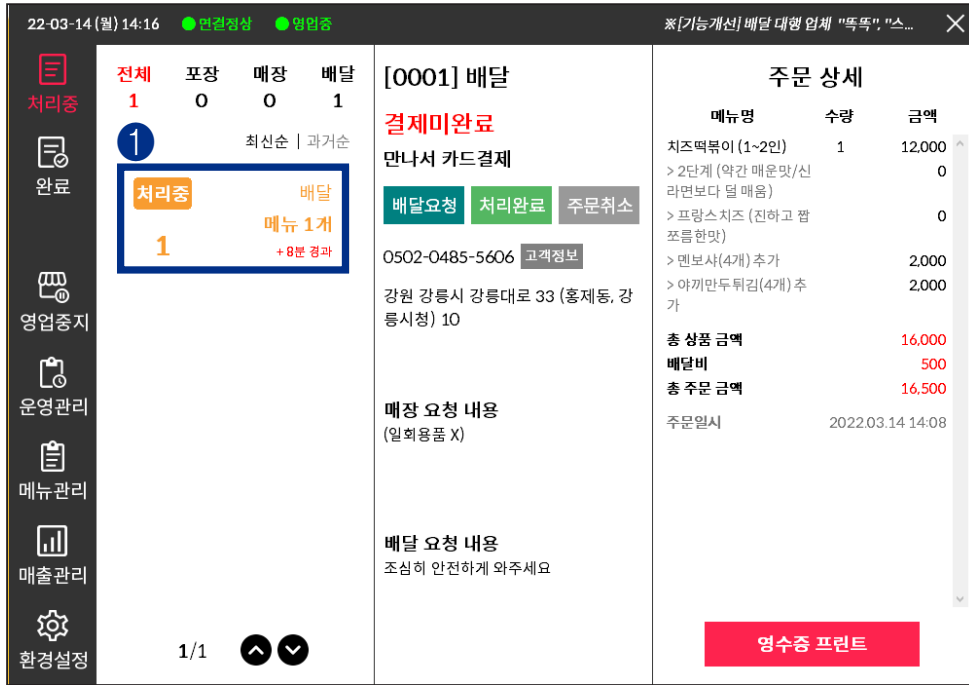 22-03-14 (월) 14:16 연결정상 영업중 ※[기능개선] 배달 대행 업체 "똑똑", "스...
처리중
완료
영업중지
운영관리
메뉴관리
매출관리
환경설정
전체 포장 매장 배달
1 0 0 1
1
최신순 | 과거순
처리중 배달
메뉴 1개
1 +8분 경과
1/1
[0001] 배달
결제미완료
만나서 카드결제
배달요청 처리완료 주문취소
0502-0485-5606 고객정보
강원 강릉시 강릉대로 33 (홍제동, 강
릉시청) 10
매장 요청 내용
(일회용품 X)
배달 요청 내용
조심히 안전하게 와주세요
주문 상세
메뉴명 수량 금액
치즈떡볶이 (1~2인) 1 12,000
> 2단계 (약간 매운맛/신 0
라면보다 덜 매움)
> 프랑스치즈 (진하고 짭 0
쪼름한맛)
> 멘보샤(4개) 추가 2,000
> 야끼만두튀김(4개) 추 2,000
가
총 상품 금액 16,000
배달비 500
총 주문 금액 16,500
주문일시 2022.03.14 14:08
영수증 프린트